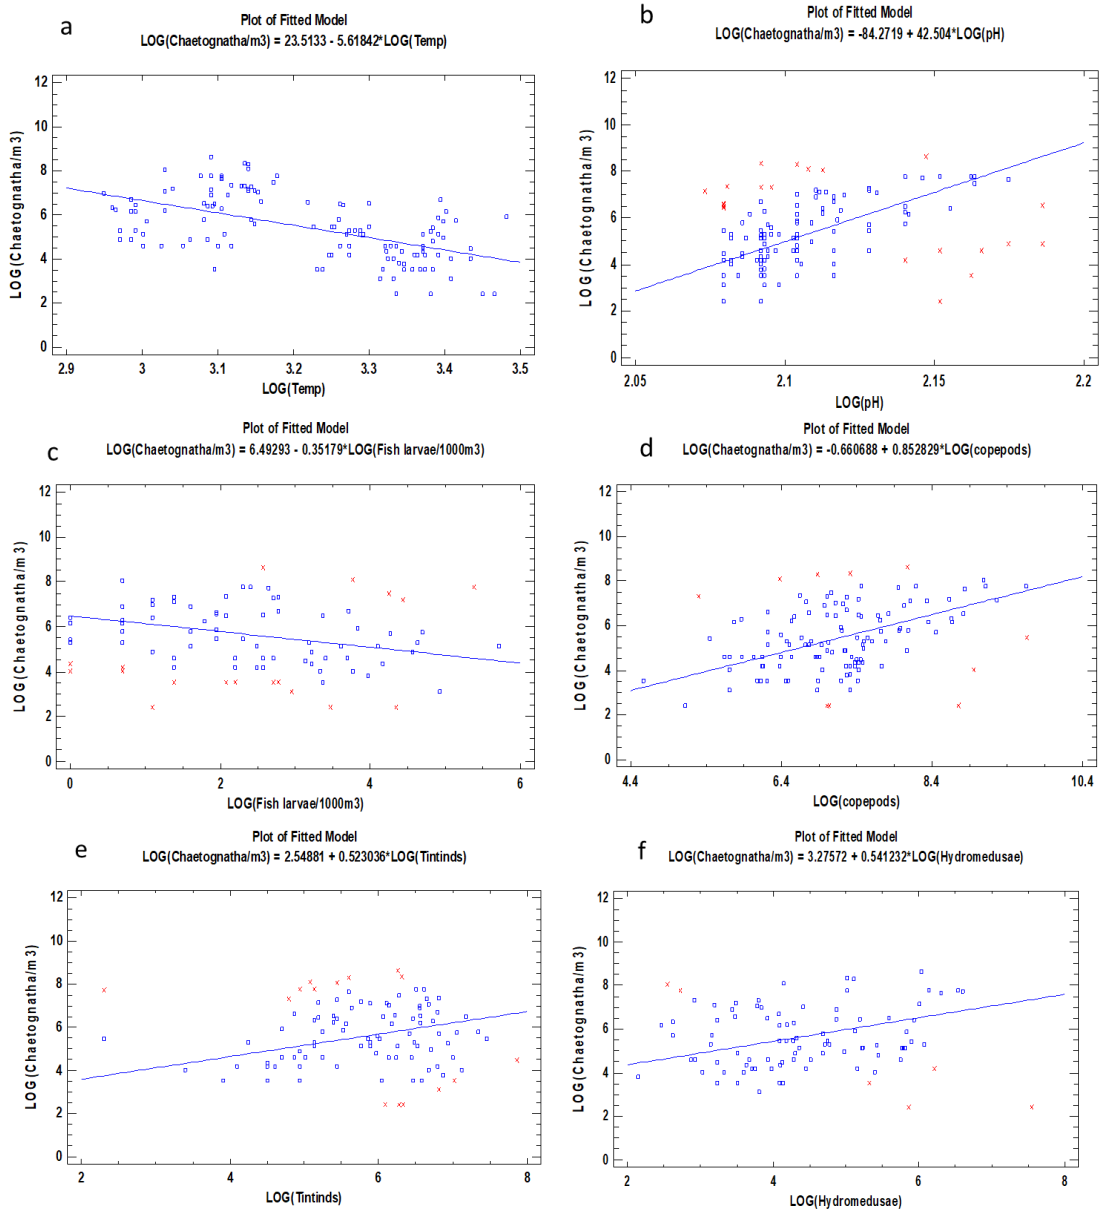 a
Plot of Fitted Model
LOG(Chaetognatha/m3) = 23.5133 - 5.61842*LOG(Temp)
LOG(Chaetognatha/m3)
12
10
8
6
4
2
0
2.9 3 3.1 3.2 3.3 3.4 3.5
LOG(Temp)
b
Plot of Fitted Model
LOG(Chaetognatha/m3) = -84.2719 + 42.504*LOG(pH)
LOG(Chaetognatha/m3)
12
10
8
6
4
2
0
2.05 2.1 2.15 2.2
LOG(pH)
c
Plot of Fitted Model
LOG(Chaetognatha/m3) = 6.49293 - 0.35179*LOG(Fish larvae/1000m3)
LOG(Chaetognatha/m3)
12
10
8
6
4
2
0
0 2 4 6
LOG(Fish larvae/1000m3)
d
Plot of Fitted Model
LOG(Chaetognatha/m3) = -0.660688 + 0.852829*LOG(copepods)
LOG(Chaetognatha/m3)
12
10
8
6
4
2
0
4.4 6.4 8.4 10.4
LOG(copepods)
e
Plot of Fitted Model
LOG(Chaetognatha/m3) = 2.54881 + 0.523036*LOG(Tintinds)
LOG(Chaetognatha/m3)
12
10
8
6
4
2
0
2 4 6 8
LOG(Tintinds)
f
Plot of Fitted Model
LOG(Chaetognatha/m3) = 3.27572 + 0.541232*LOG(Hydromedusae)
LOG(Chaetognatha/m3)
12
10
8
6
4
2
0
2 4 6 8
LOG(Hydromedusae)